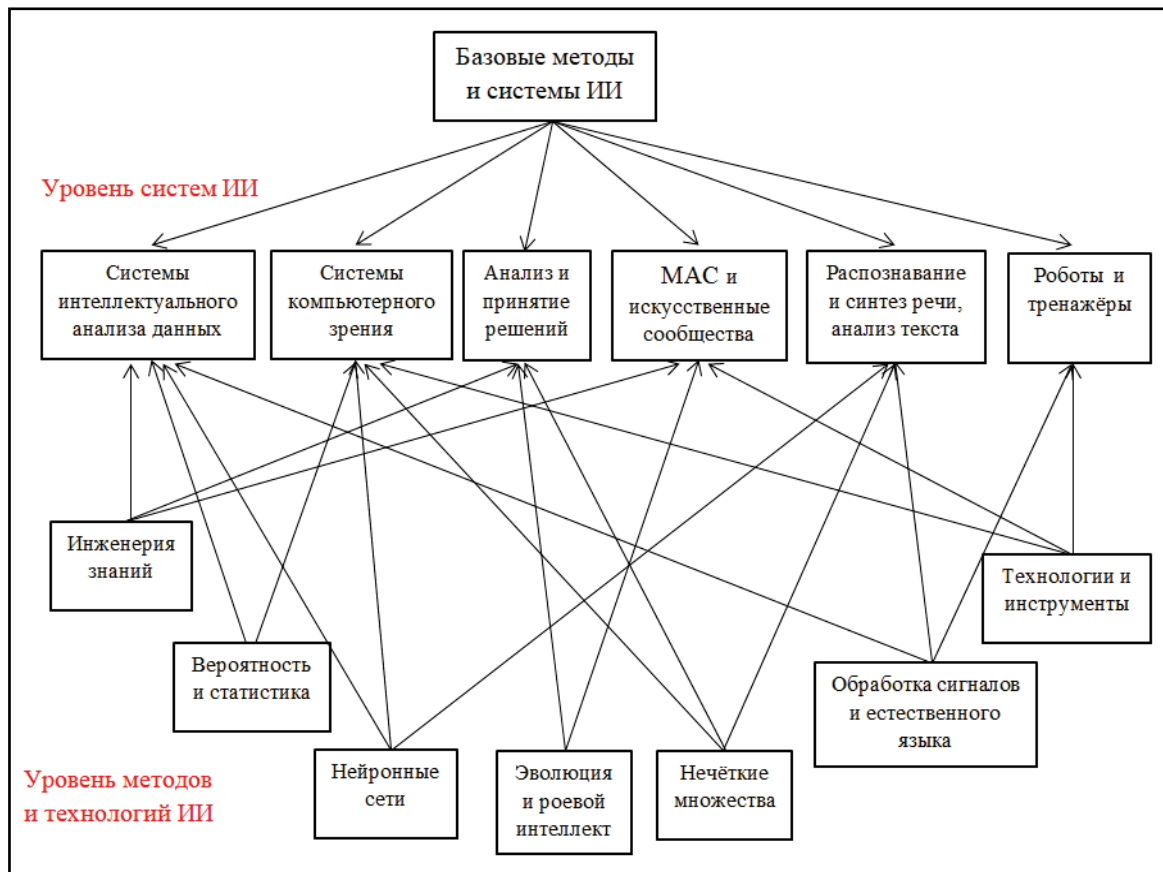 Базовые методы
и системы ИИ
Уровень систем ИИ
Системы
интеллектуального
анализа данных
Системы
компьютерного
зрения
Анализ и
принятие
решений
МАС и
искусственные
сообщества
Распознавание
и синтез речи,
анализ текста
Роботы и
тренажёры
Инженерия
знаний
Технологии и
инструменты
Вероятность
и статистика
Обработка сигналов
и естественного
языка
Нейронные
сети
Эволюция
и роевой
интеллект
Нечёткие
множества
Уровень методов
и технологий ИИ